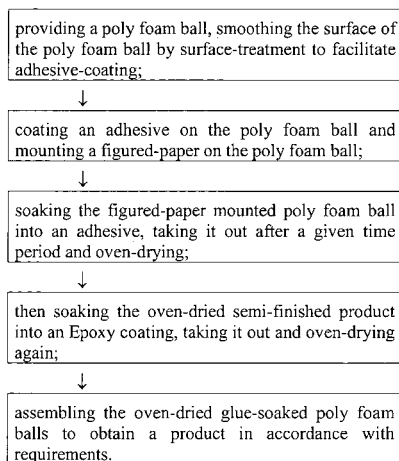 providing a poly foam ball, smoothing the surface of
the poly foam ball by surface-treatment to facilitate
adhesive-coating;
coating an adhesive on the poly foam ball and
mounting a figured-paper on the poly foam ball;
soaking the figured-paper mounted poly foam ball
into an adhesive, taking it out after a given time
period and oven-drying;
then soaking the oven-dried semi-finished product
into an Epoxy coating, taking it out and oven-drying
again;
assembling the oven-dried glue-soaked poly foam
balls to obtain a product in accordance with
requirements.